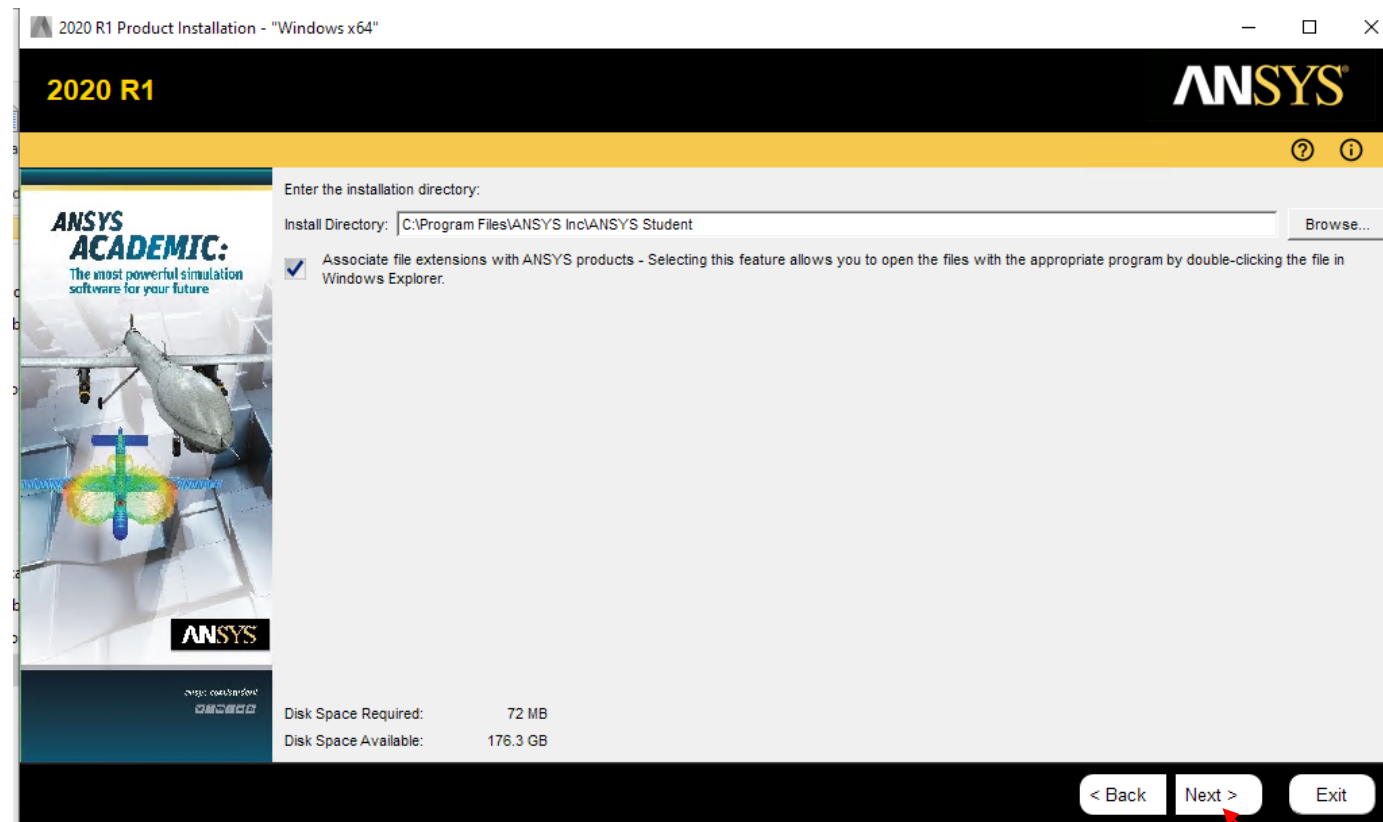 2020 R1 Product Installation - "Windows x64"
2020 R1
ANSYS
Enter the installation directory:
Install Directory: C:\Program Files\ANSYS Inc\ANSYS Student Browse...
Associate file extensions with ANSYS products - Selecting this feature allows you to open the files with the appropriate program by double-clicking the file in
Windows Explorer.
ANSYS
ACADEMIC:
The most powerful simulation
software for your future
ANSYS
Disk Space Required: 72 MB
Disk Space Available: 176.3 GB
< Back Next > Exit